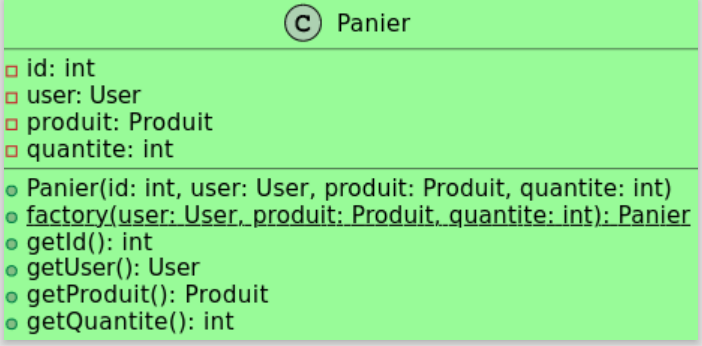 C Panier
id: int
user: User
produit: Produit
quantite: int
Panier(id: int, user: User, produit: Produit, quantite: int)
factory(user: User, produit: Produit, quantite: int): Panier
getId(): int
getUser(): User
getProduit(): Produit
getQuantite(): int